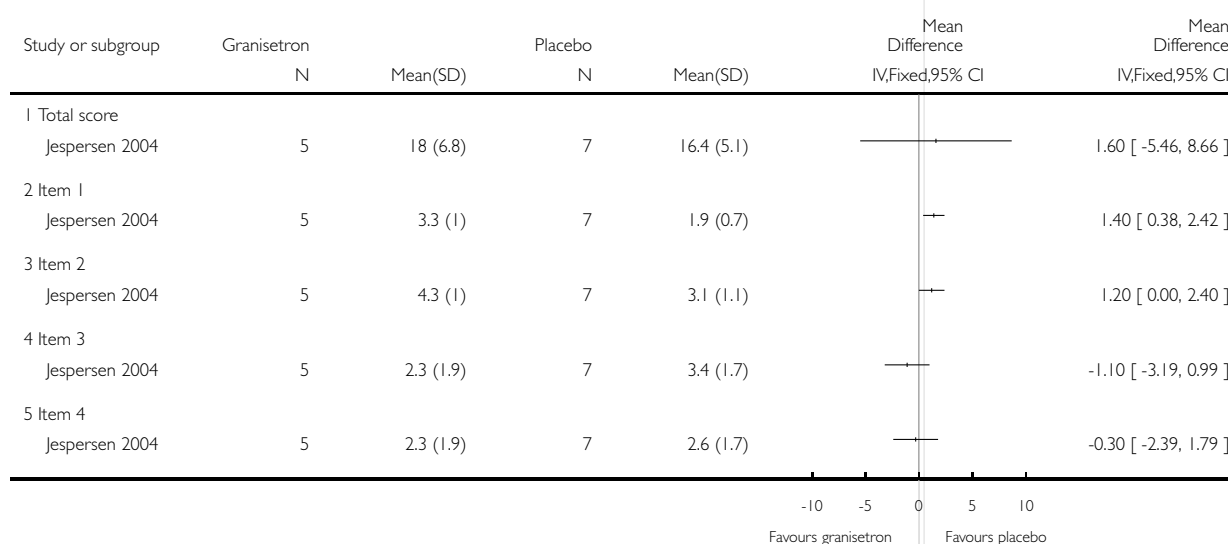 Study or subgroup Granisetron Placebo Mean Difference Mean Difference
N Mean(SD) N Mean(SD) IV,Fixed,95% CI IV,Fixed,95% CI
1 Total score
Jespersen 2004 5 18 (6.8) 7 16.4 (5.1) 1.60 [ -5.46, 8.66 ]
2 Item 1
Jespersen 2004 5 3.3 (1) 7 1.9 (0.7) 1.40 [ 0.38, 2.42 ]
3 Item 2
Jespersen 2004 5 4.3 (1) 7 3.1 (1.1) 1.20 [ 0.00, 2.40 ]
4 Item 3
Jespersen 2004 5 2.3 (1.9) 7 3.4 (1.7) -1.10 [ -3.19, 0.99 ]
5 Item 4
Jespersen 2004 5 2.3 (1.9) 7 2.6 (1.7) -0.30 [ -2.39, 1.79 ]
-10 -5 0 5 10
Favours granisetron Favours placebo